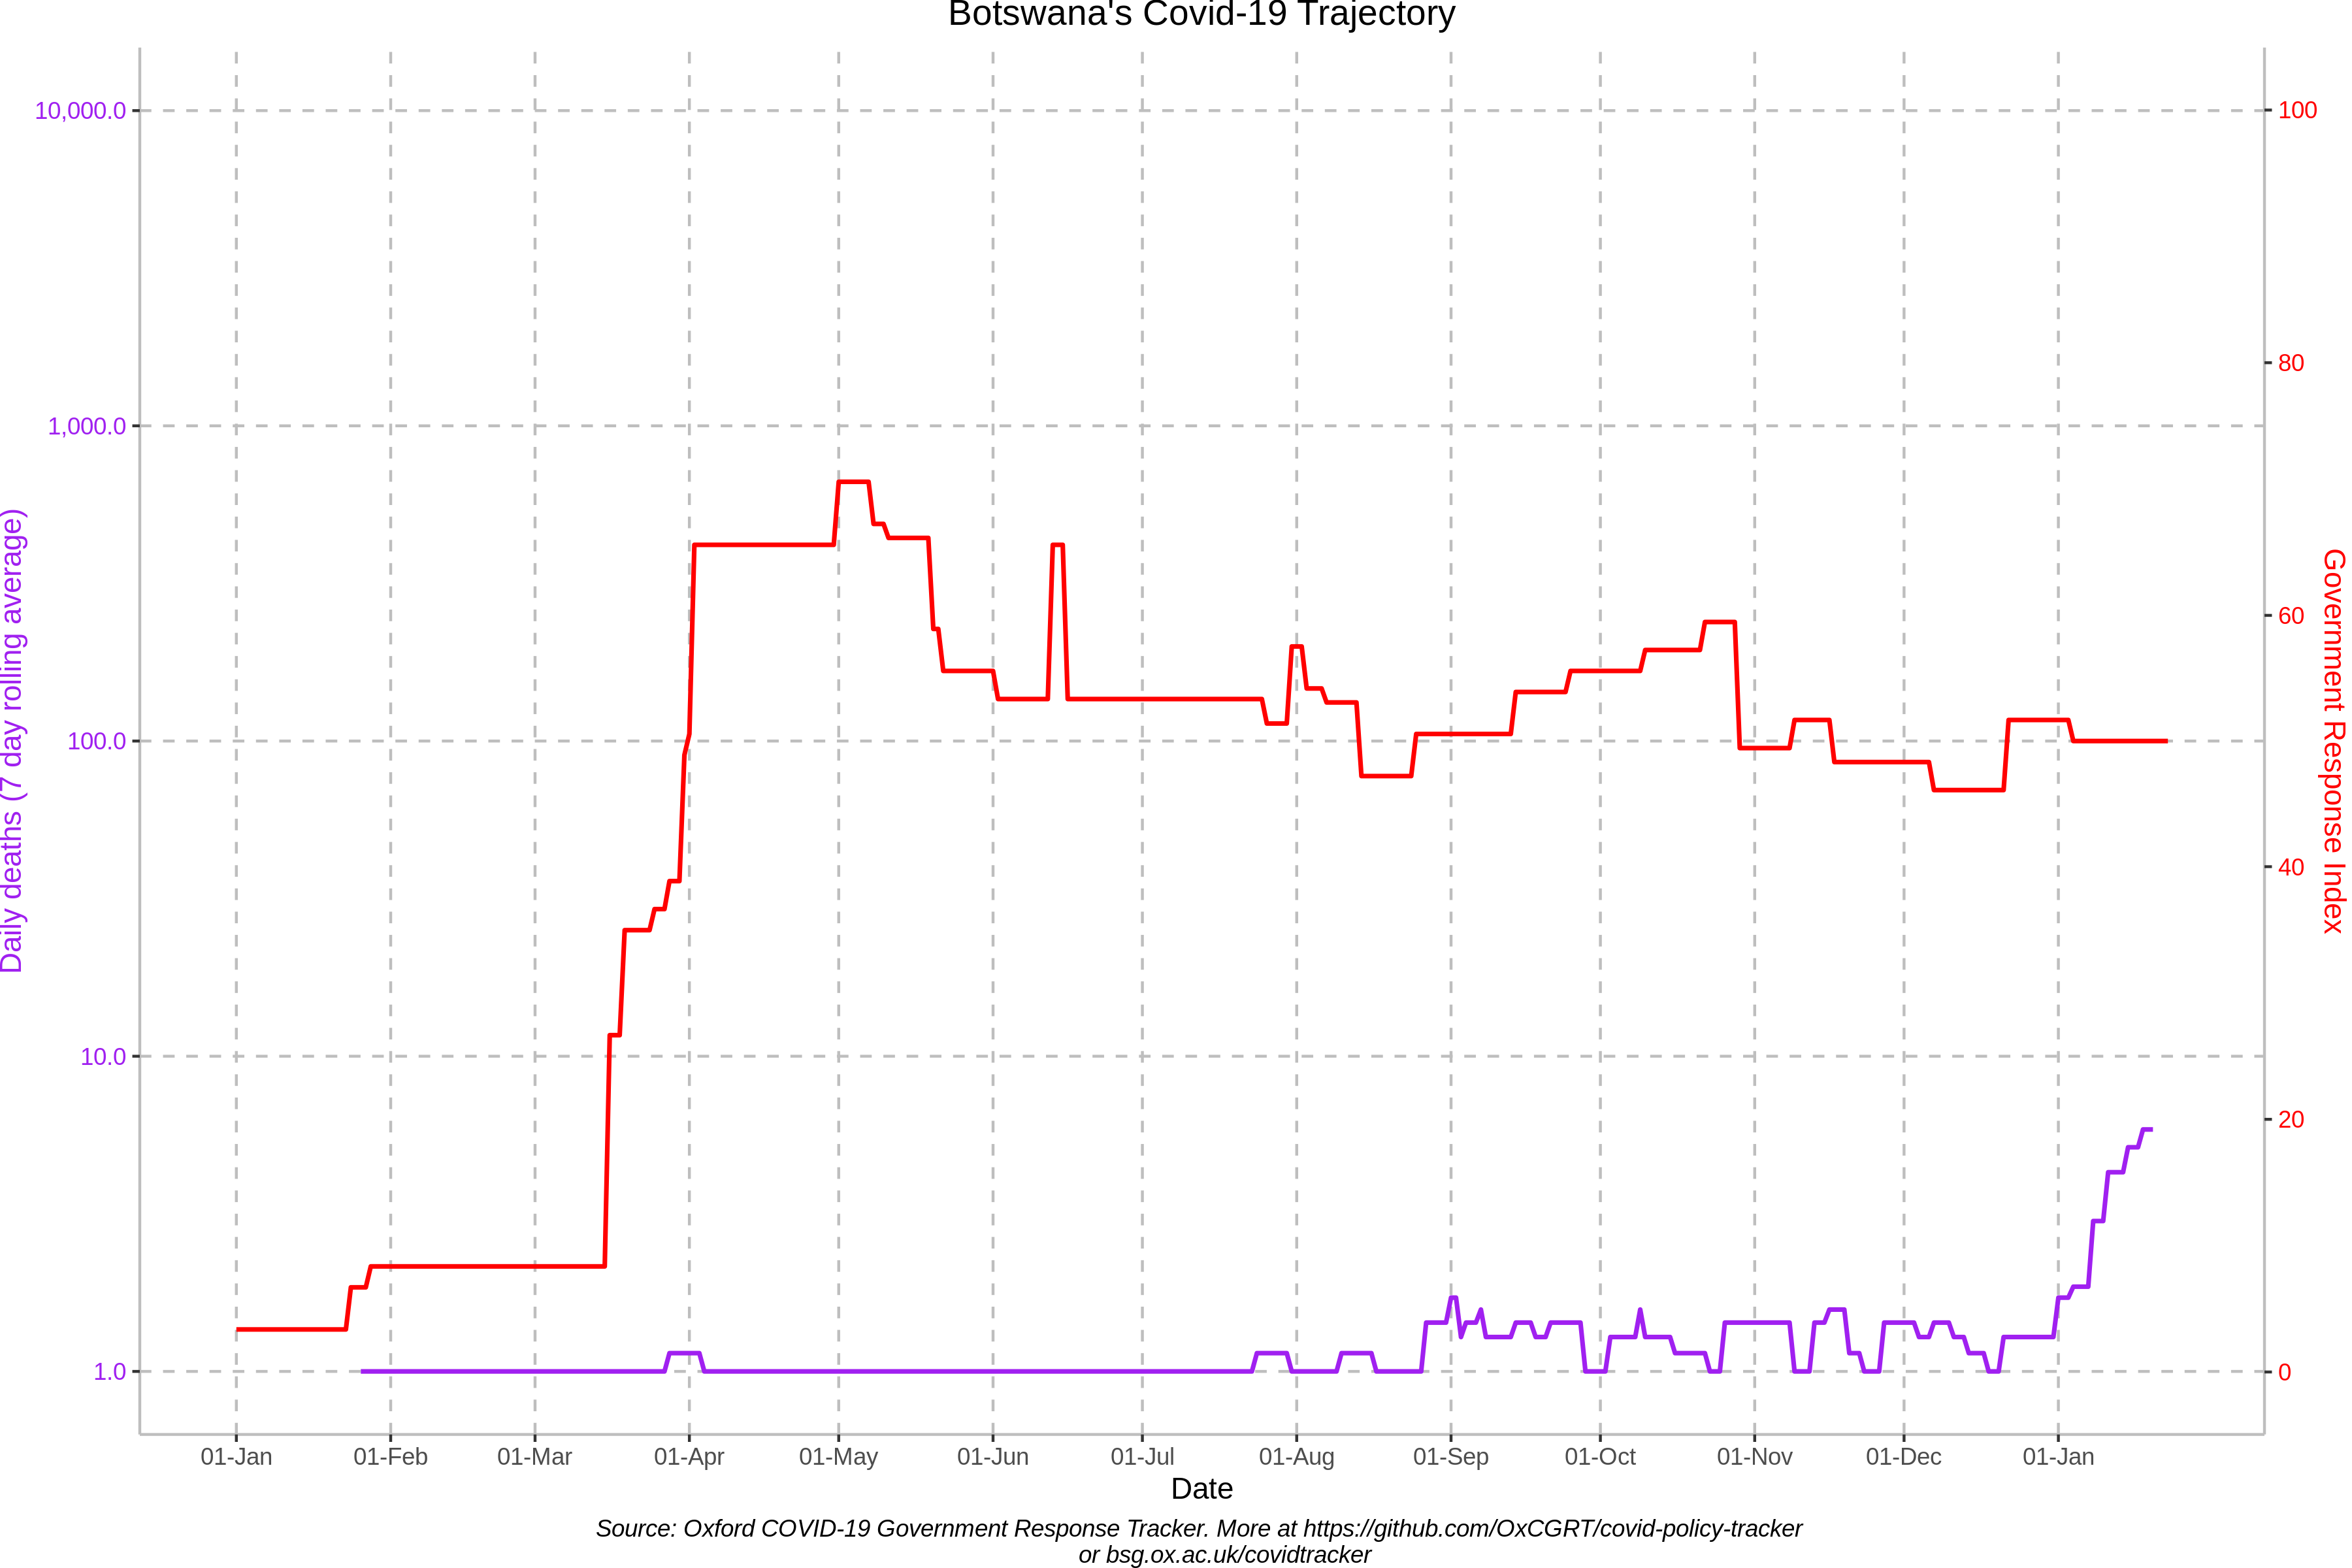 Botswana's Covid-19 Trajectory
10,000.0
1,000.0
100.0
10.0
1.0
Daily deaths (7 day rolling average)
100
80
60
40
20
0
Government Response Index
01-Jan 01-Feb 01-Mar 01-Apr 01-May 01-Jun 01-Jul 01-Aug 01-Sep 01-Oct 01-Nov 01-Dec 01-Jan
Date
Source: Oxford COVID-19 Government Response Tracker. More at https://github.com/OxCGRT/covid-policy-tracker
or bsg.ox.ac.uk/covidtracker